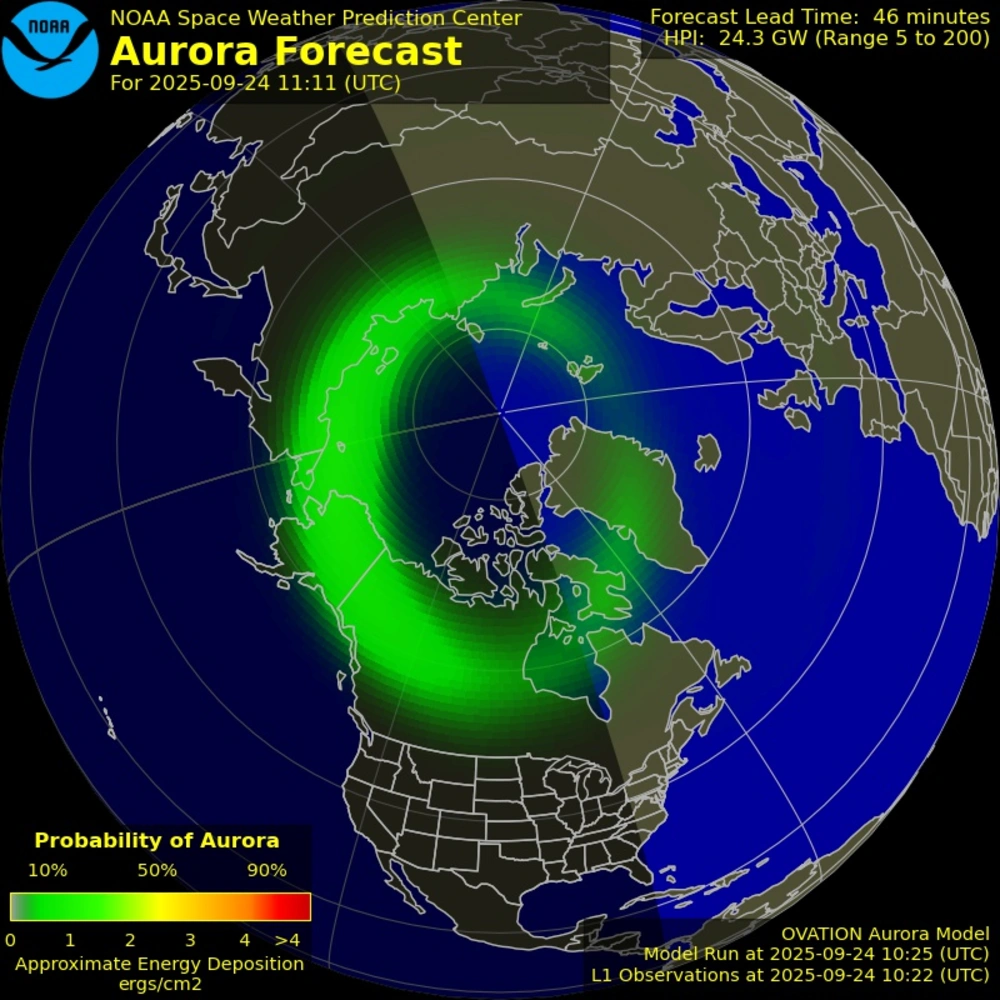 NOAA
NOAA Space Weather Prediction Center
Aurora Forecast
For 2025-09-24 11:11 (UTC)
Forecast Lead Time: 46 minutes
HPI: 24.3 GW (Range 5 to 200)
Probability of Aurora
10% 50% 90%
0 1 2 3 4 >4
Approximate Energy Deposition
ergs/cm2
OVATION Aurora Model
Model Run at 2025-09-24 10:25 (UTC)
L1 Observations at 2025-09-24 10:22 (UTC)